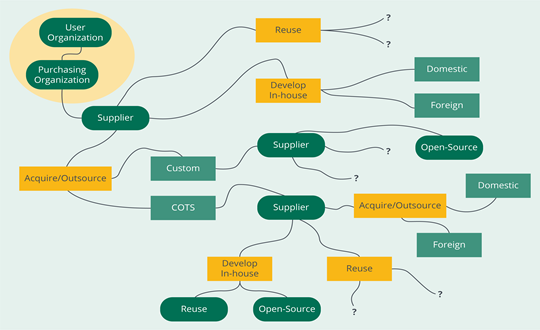 User
Organization
Purchasing
Organization
Supplier
Reuse
?
?
Develop
In-house
Domestic
Foreign
Acquire/Outsource
Custom
COTS
Supplier
Open-Source
?
?
Supplier
Acquire/Outsource
Domestic
Foreign
Develop
In-house
Reuse
Open-Source
Reuse
?
?